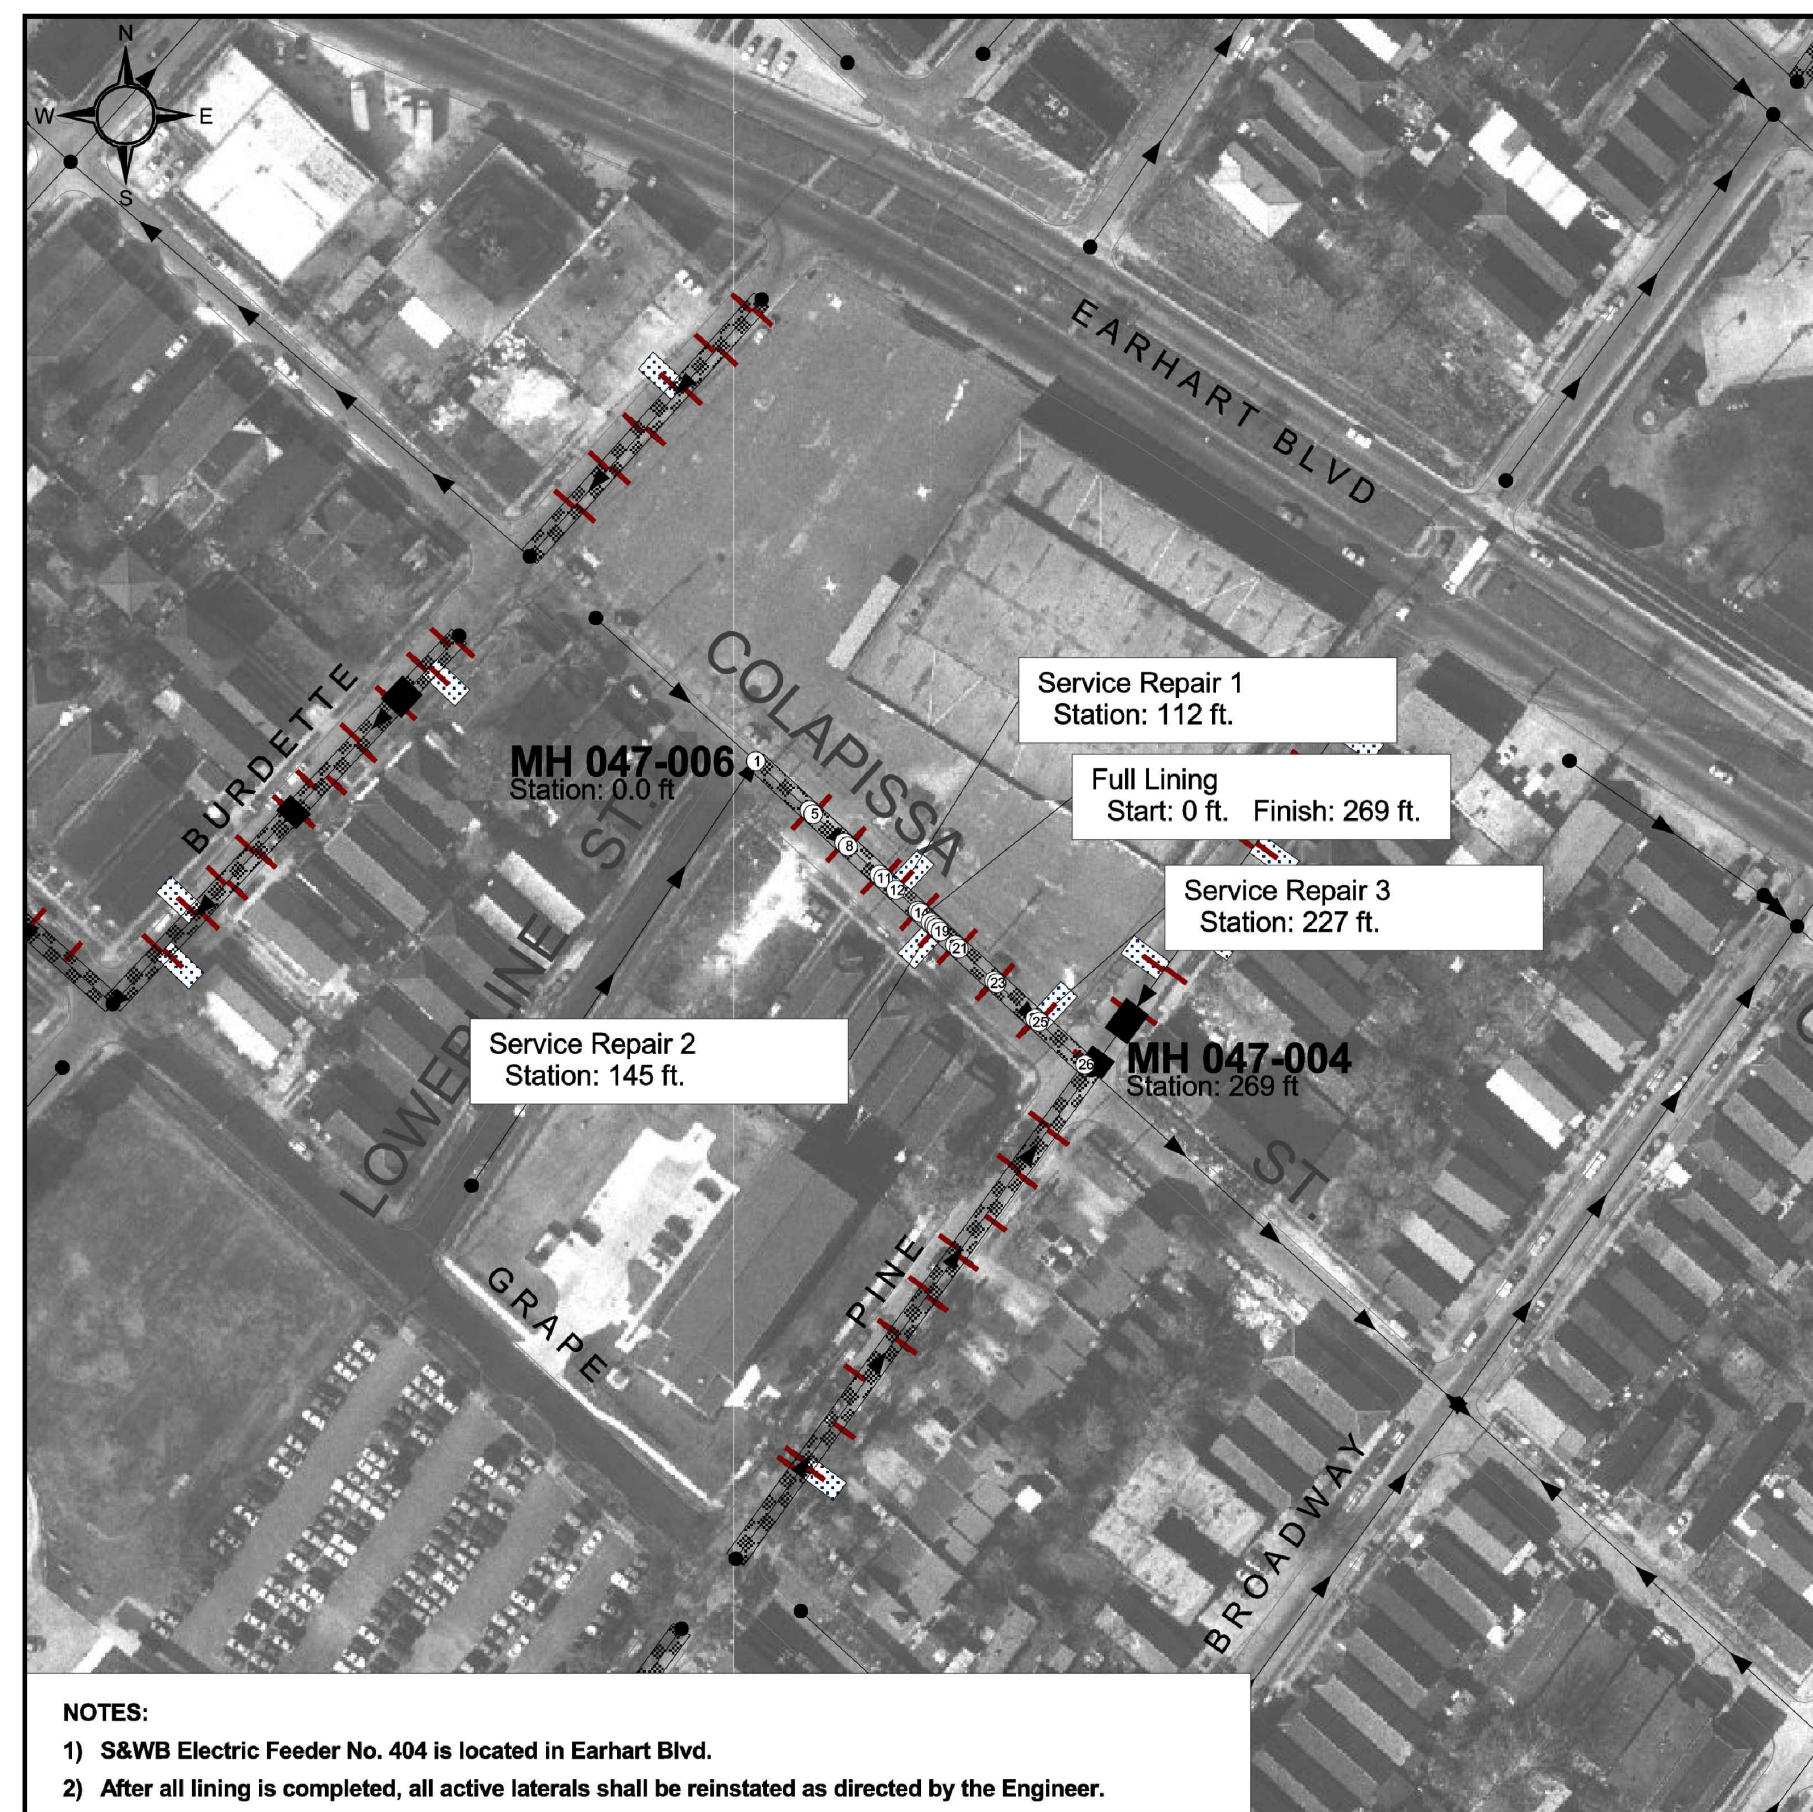 N
W
E
S
EARHART BLVD
COLAPISSA
BURDETTE
Service Repair 1
Station: 112 ft.
MH 047-006
Station: 0.0 ft
1
Full Lining
Start: 0 ft. Finish: 269 ft.
5
8
11
12
19
21
23
25
26
Service Repair 3
Station: 227 ft.
LOWERLINE ST.
Service Repair 2
Station: 145 ft.
MH 047-004
Station: 269 ft
ST.
PINE
GRAPE
BROADWAY
NOTES:
1) S&WB Electric Feeder No. 404 is located in Earhart Blvd.
2) After all lining is completed, all active laterals shall be reinstated as directed by the Engineer.